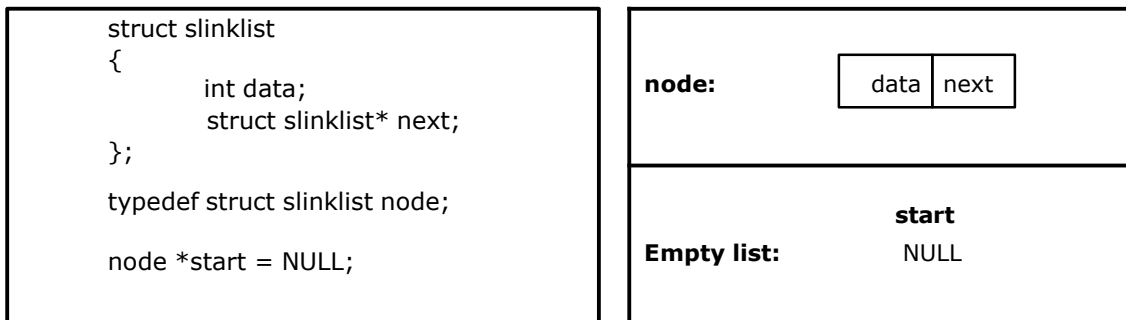 struct slinklist
{
int data;
struct slinklist* next;
};
typedef struct slinklist node;
node *start = NULL;
node: data next
start
Empty list: NULL